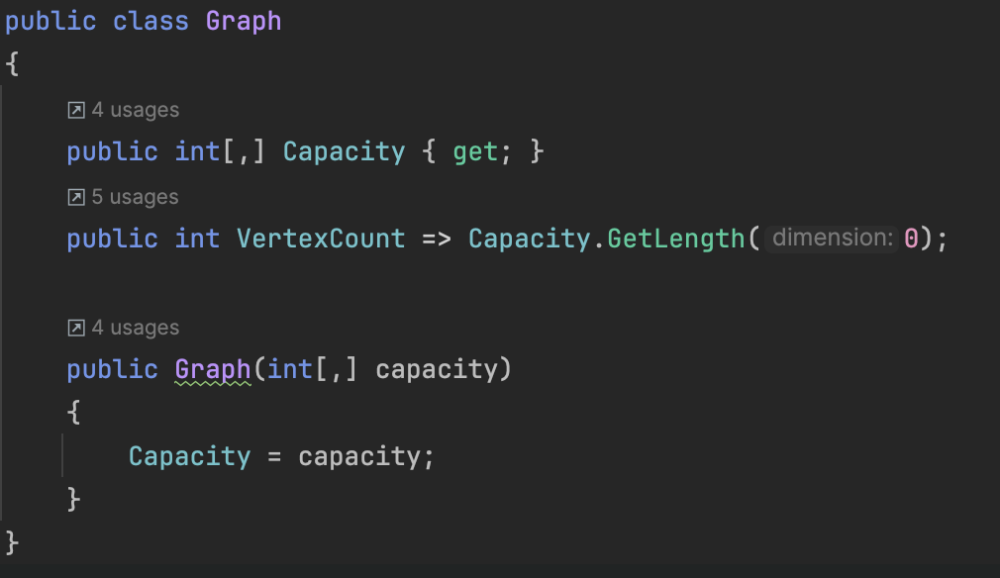 public class Graph
{
4 usages
public int[,] Capacity { get; }
5 usages
public int VertexCount => Capacity.GetLength( dimension: 0);
4 usages
public Graph(int[,] capacity)
{
Capacity = capacity;
}
}